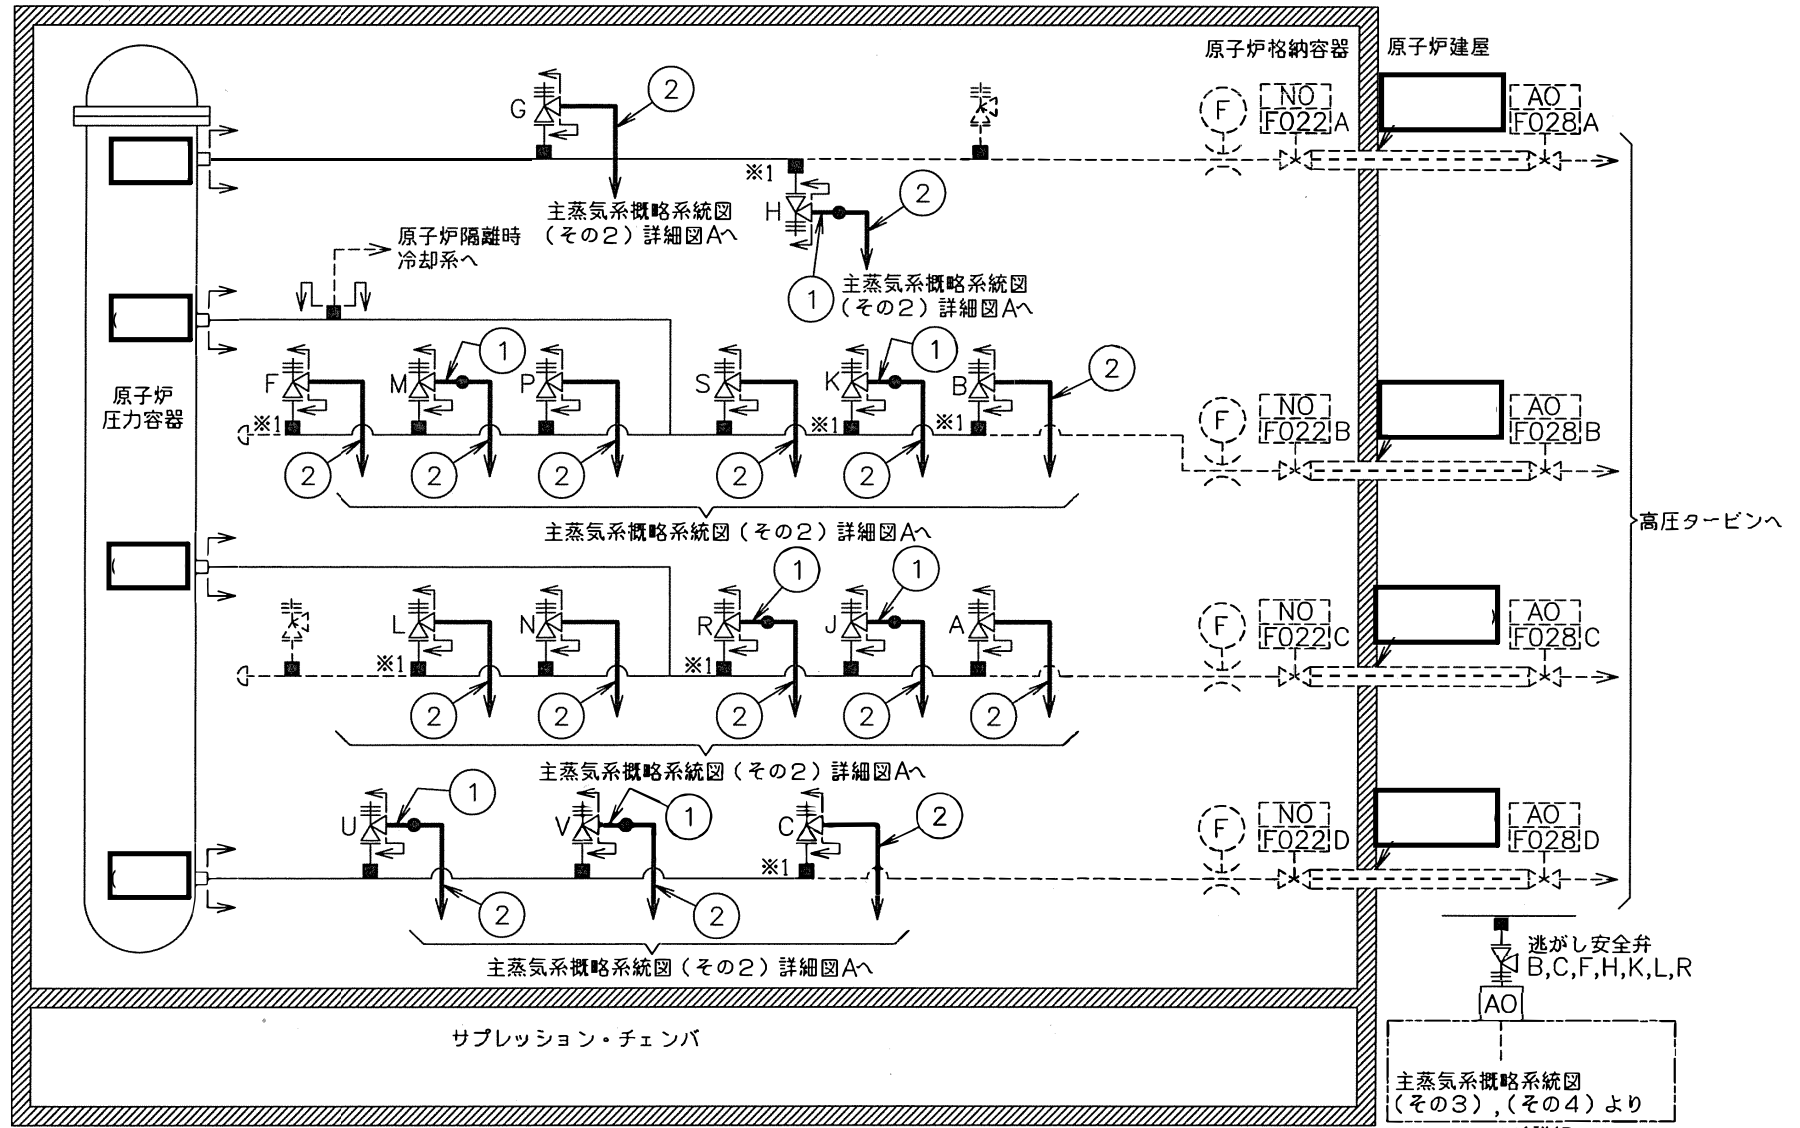 原子炉格納容器
原子炉建屋
G
②
F
NO
F022A
AO
F028A
※1
H
②
主蒸気系概略系統図
(その2)詳細図Aへ
原子炉隔離時
冷却系へ
①
主蒸気系概略系統図
(その2)詳細図Aへ
原子炉
圧力容器
F
M
①
P
S
K
①
B
②
※1
※1
※1
②
②
②
②
②
F
NO
F022B
AO
F028B
主蒸気系概略系統図(その2)詳細図Aへ
高圧タービンへ
L
N
R
①
J
①
A
※1
※1
②
②
②
②
②
F
NO
F022C
AO
F028C
主蒸気系概略系統図(その2)詳細図Aへ
U
①
V
①
C
②
※1
②
②
F
NO
F022D
AO
F028D
主蒸気系概略系統図(その2)詳細図Aへ
逃がし安全弁
B,C,F,H,K,L,R
AO
サプレッション・チェンバ
主蒸気系概略系統図
(その3),(その4)より